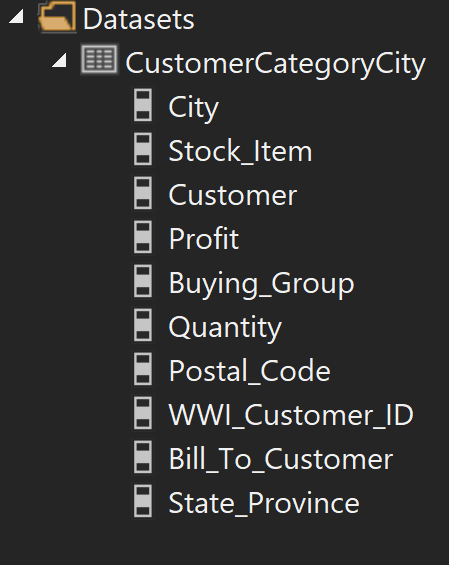 Datasets
CustomerCategoryCity
City
Stock_Item
Customer
Profit
Buying_Group
Quantity
Postal_Code
WWI_Customer_ID
Bill_To_Customer
State_Province